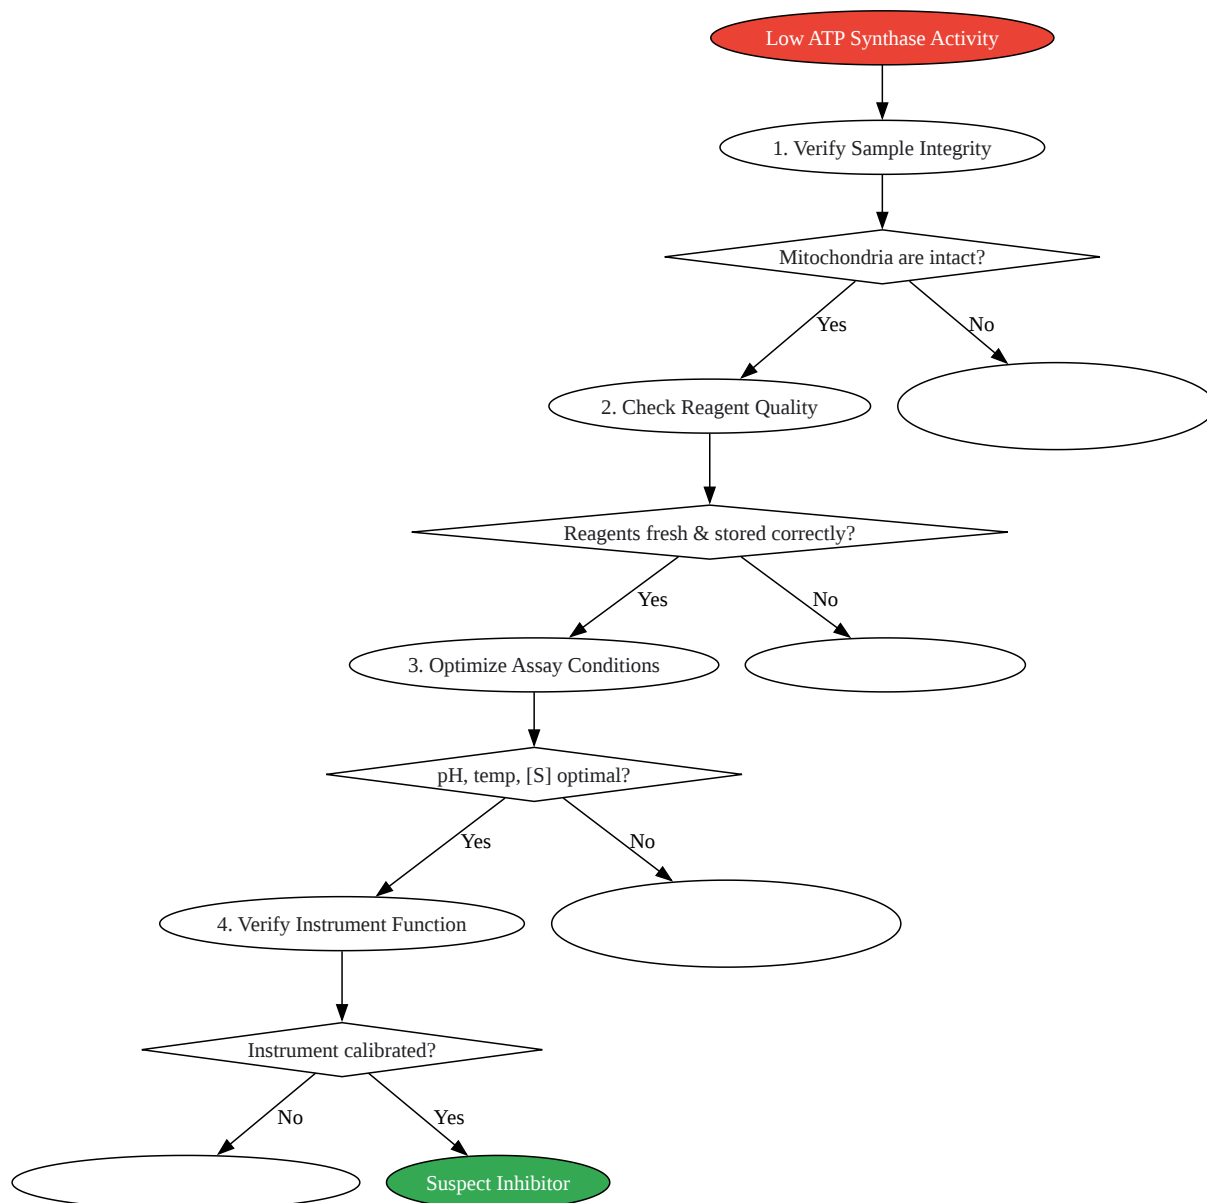 Low ATP Synthase Activity
1. Verify Sample Integrity
Mitochondria are intact?
Yes
No
2. Check Reagent Quality
Reagents fresh & stored correctly?
Yes
No
3. Optimize Assay Conditions
pH, temp, [S] optimal?
Yes
No
4. Verify Instrument Function
Instrument calibrated?
No
Yes
Suspect Inhibitor